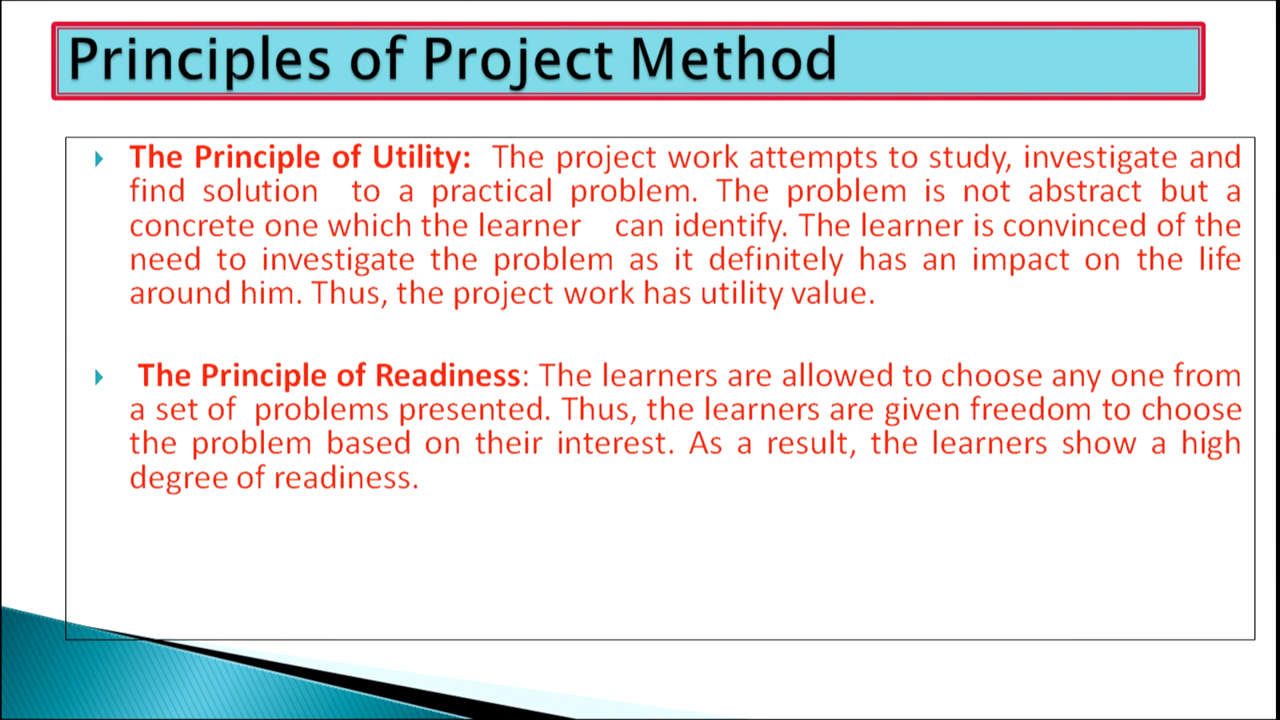 Principles of Project Method
The Principle of Utility: The project work attempts to study, investigate and
find solution to a practical problem. The problem is not abstract but a
concrete one which the learner can identify. The learner is convinced of the
need to investigate the problem as it definitely has an impact on the life
around him. Thus, the project work has utility value.
The Principle of Readiness: The learners are allowed to choose any one from
a set of problems presented. Thus, the learners are given freedom to choose
the problem based on their interest. As a result, the learners show a high
degree of readiness.